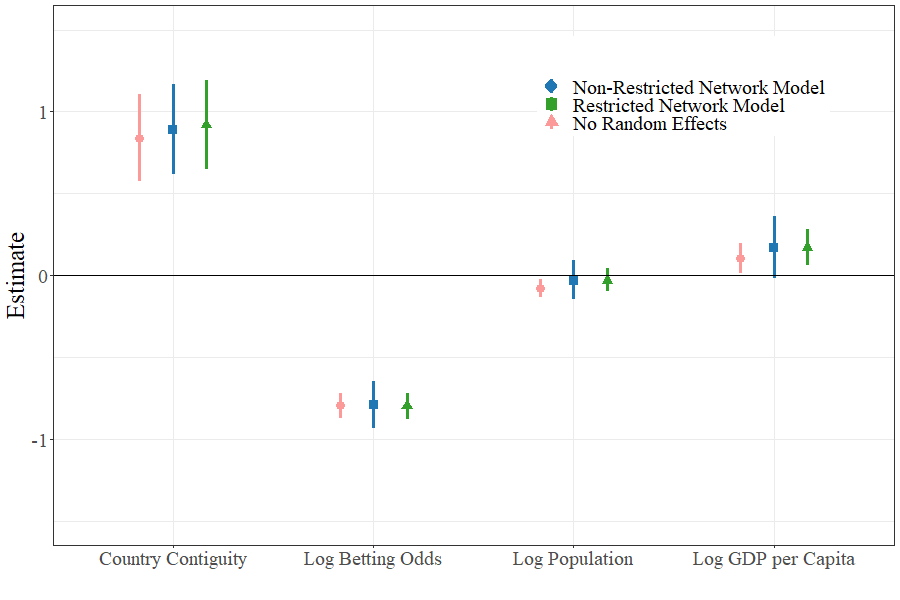 Non-Restricted Network Model
Restricted Network Model
No Random Effects
Estimate
1
0
-1
Country Contiguity
Log Betting Odds
Log Population
Log GDP per Capita